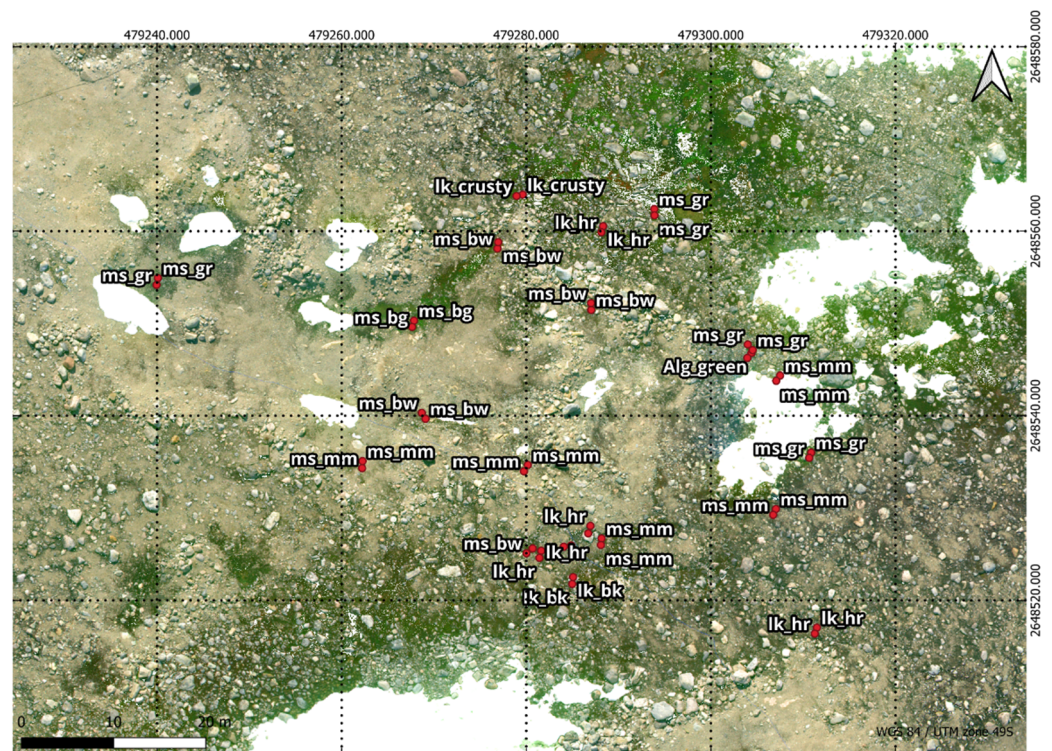 479240.000 479260.000 479280.000 479300.000 479320.000
2648580.000
lk_crusty lk_crusty
ms_gr
lk_hr ms_gr
2648560.000
ms_bw lk_hr
ms_bw
ms_gr ms_gr
ms_bw ms_bw
ms_bg ms_bg
ms_gr ms_gr
Alg_green ms_mm
ms_mm
2648540.000
ms_bw ms_bw
ms_gr ms_gr
ms_mm ms_mm ms_mm ms_mm
ms_mm ms_mm
lk_hr
ms_mm
ms_bw lk_hr
ms_mm
lk_hr
lk_bk lk_bk
2648520.000
lk_hr lk_hr
0 10 20 m
WGS 84 / UTM zone 49S